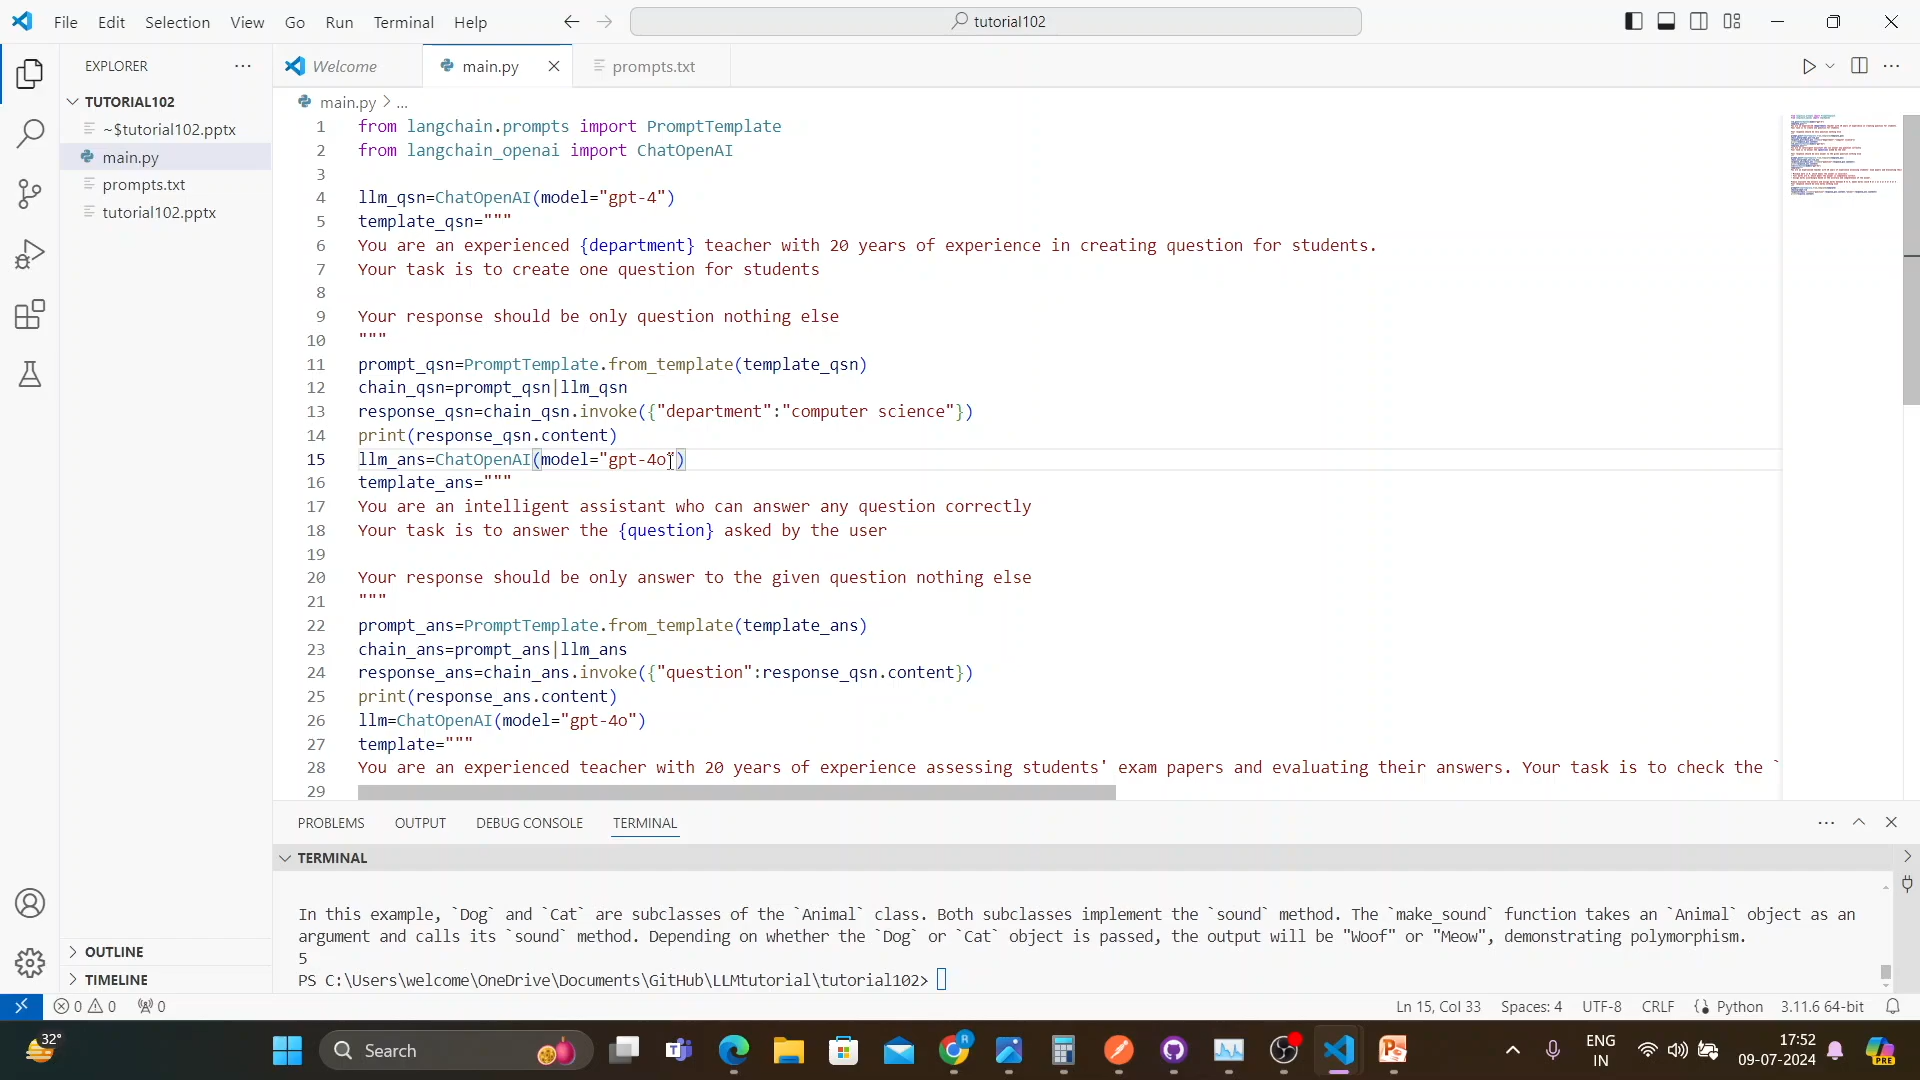 File Edit Selection View Go Run Terminal Help
tutorial102
EXPLORER
Welcome
main.py
prompts.txt
TUTORIAL102
~$tutorial102.pptx
main.py
prompts.txt
tutorial102.pptx
OUTLINE
TIMELINE
main.py > ...
1 from langchain.prompts import PromptTemplate
2 from langchain_openai import ChatOpenAI
3
4 llm_qsn=ChatOpenAI(model="gpt-4")
5 template_qsn="""
6 You are an experienced {department} teacher with 20 years of experience in creating question for students.
7 Your task is to create one question for students
8
9 Your response should be only question nothing else
10 """
11 prompt_qsn=PromptTemplate.from_template(template_qsn)
12 chain_qsn=prompt_qsn|llm_qsn
13 response_qsn=chain_qsn.invoke({"department":"computer science"})
14 print(response_qsn.content)
15 llm_ans=ChatOpenAI(model="gpt-4o")
16 template_ans="""
17 You are an intelligent assistant who can answer any question correctly
18 Your task is to answer the {question} asked by the user
19
20 Your response should be only answer to the given question nothing else
21 """
22 prompt_ans=PromptTemplate.from_template(template_ans)
23 chain_ans=prompt_ans|llm_ans
24 response_ans=chain_ans.invoke({"question":response_qsn.content})
25 print(response_ans.content)
26 llm=ChatOpenAI(model="gpt-4o")
27 template="""
28 You are an experienced teacher with 20 years of experience assessing students' exam papers and evaluating their answers. Your task is to check the `
29
PROBLEMS OUTPUT DEBUG CONSOLE TERMINAL
TERMINAL
In this example, `Dog` and `Cat` are subclasses of the `Animal` class. Both subclasses implement the `sound` method. The `make_sound` function takes an `Animal` object as an
argument and calls its `sound` method. Depending on whether the `Dog` or `Cat` object is passed, the output will be "Woof" or "Meow", demonstrating polymorphism.
5
PS C:\Users\welcome\OneDrive\Documents\GitHub\LLMtutorial\tutorial102>
0 0 0
Ln 15, Col 33 Spaces: 4 UTF-8 CRLF Python 3.11.6 64-bit
32°
Search
R
ENG
IN
17:52
09-07-2024
PRE